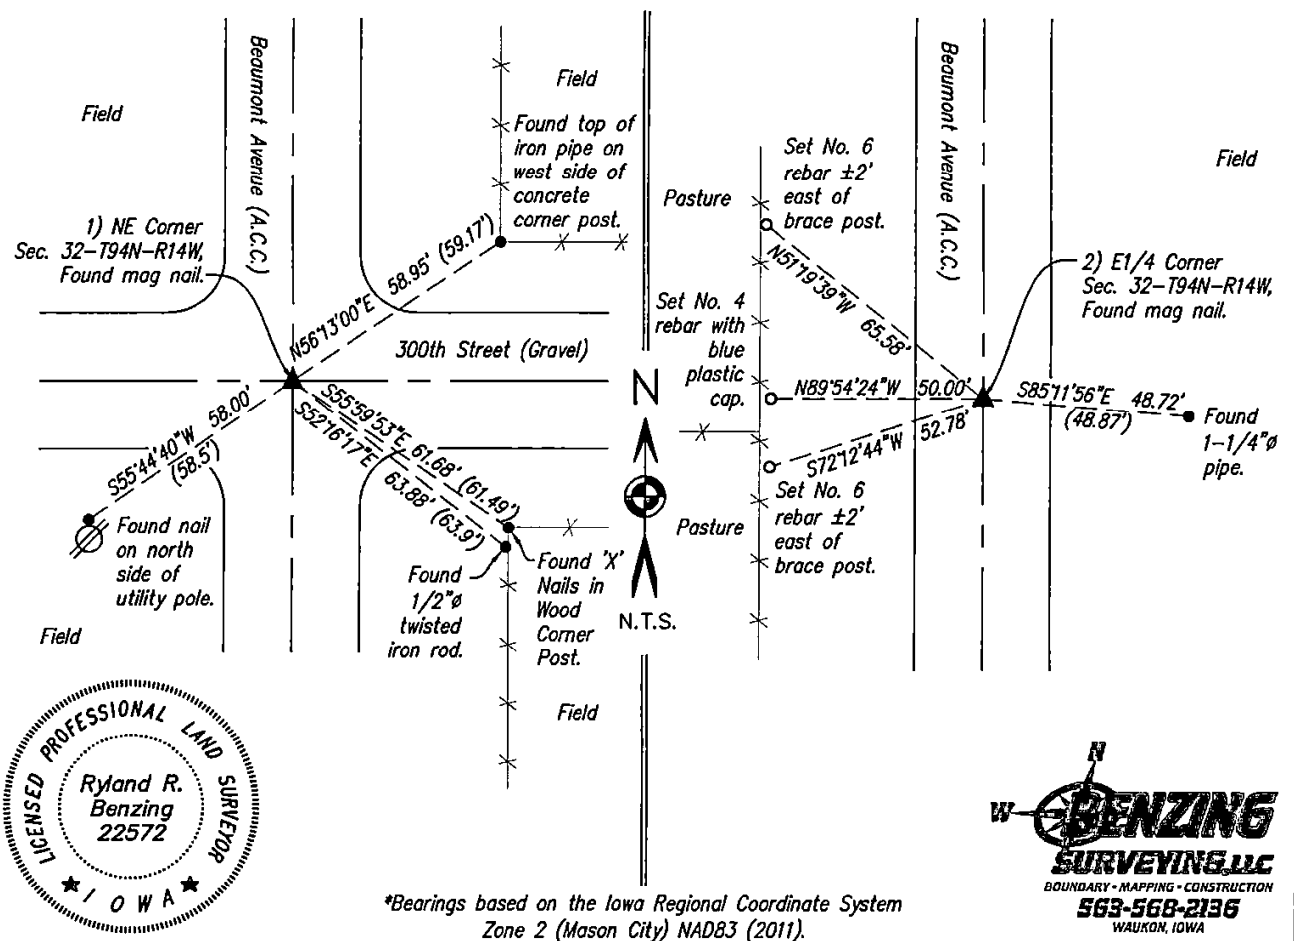 Field
Beaumont Avenue (A.C.C.)
Field
Found top of
iron pipe on
west side of
concrete
corner post.
1) NE Corner
Sec. 32-T94N-R14W,
Found mag nail.
N56°13'00"E 58.95' (59.17')
300th Street (Gravel)
S55°44'40"W 58.00'
(58.5')
S55°59'53"E 61.68' (61.49')
S52°16'17"E 63.88' (63.9')
Found nail
on north
side of
utility pole.
Field
Found
1/2"ø
twisted
iron rod.
Found 'X'
Nails in
Wood
Corner
Post.
Field
N
N.T.S.
Pasture
Set No. 6
rebar ±2'
east of
brace post.
Beaumont Avenue (A.C.C.)
Field
N51°19'39"W 65.58'
2) E1/4 Corner
Sec. 32-T94N-R14W,
Found mag nail.
Set No. 4
rebar with
blue
plastic
cap.
N89°54'24"W 50.00'
S85°11'56"E 48.72'
(48.87')
Found
1-1/4"ø
pipe.
S72°12'44"W 52.78'
Set No. 6
rebar ±2'
east of
brace post.
Pasture
LICENSED PROFESSIONAL LAND SURVEYOR
Ryland R.
Benzing
22572
IOWA
*Bearings based on the Iowa Regional Coordinate System
Zone 2 (Mason City) NAD83 (2011).
N
W
BENZING
SURVEYING, LLC
BOUNDARY • MAPPING • CONSTRUCTION
563-568-2136
WAUKON, IOWA